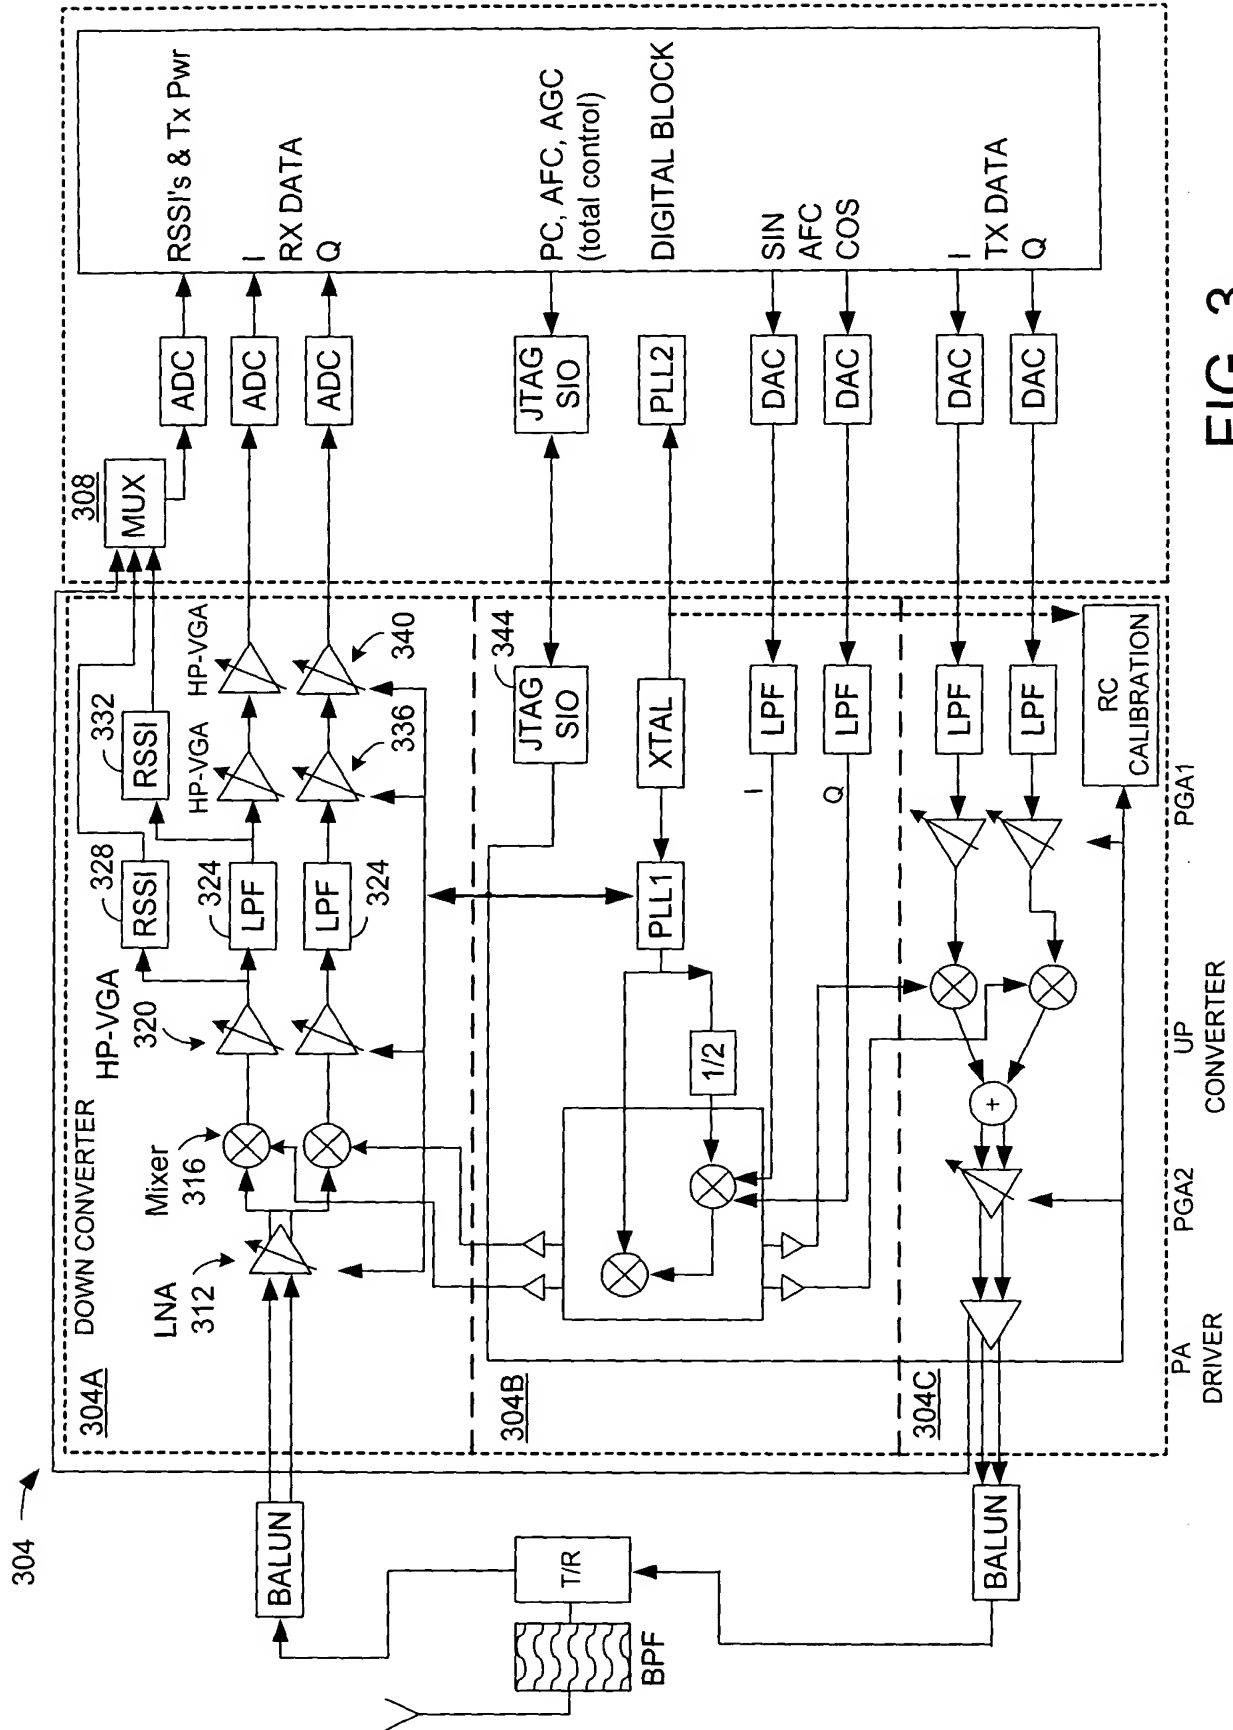 304
304A
DOWN CONVERTER
LNA
312
Mixer
316
HP-VGA
320
RSSI
328
LPF
324
LPF
324
RSSI
332
HP-VGA
HP-VGA
336
340
308
MUX
ADC
ADC
ADC
RSSI's & Tx Pwr
I
RX DATA
Q
BALUN
T/R
BPF
304B
1/2
PLL1
XTAL
JTAG
SIO
344
JTAG
SIO
PLL2
PC, AFC, AGC
(total control)
DIGITAL BLOCK
I
Q
LPF
LPF
DAC
DAC
SIN
AFC
COS
304C
BALUN
+
LPF
LPF
DAC
DAC
I
TX DATA
Q
RC
CALIBRATION
PA
DRIVER
PGA2
UP
CONVERTER
PGA1
FIG. 3